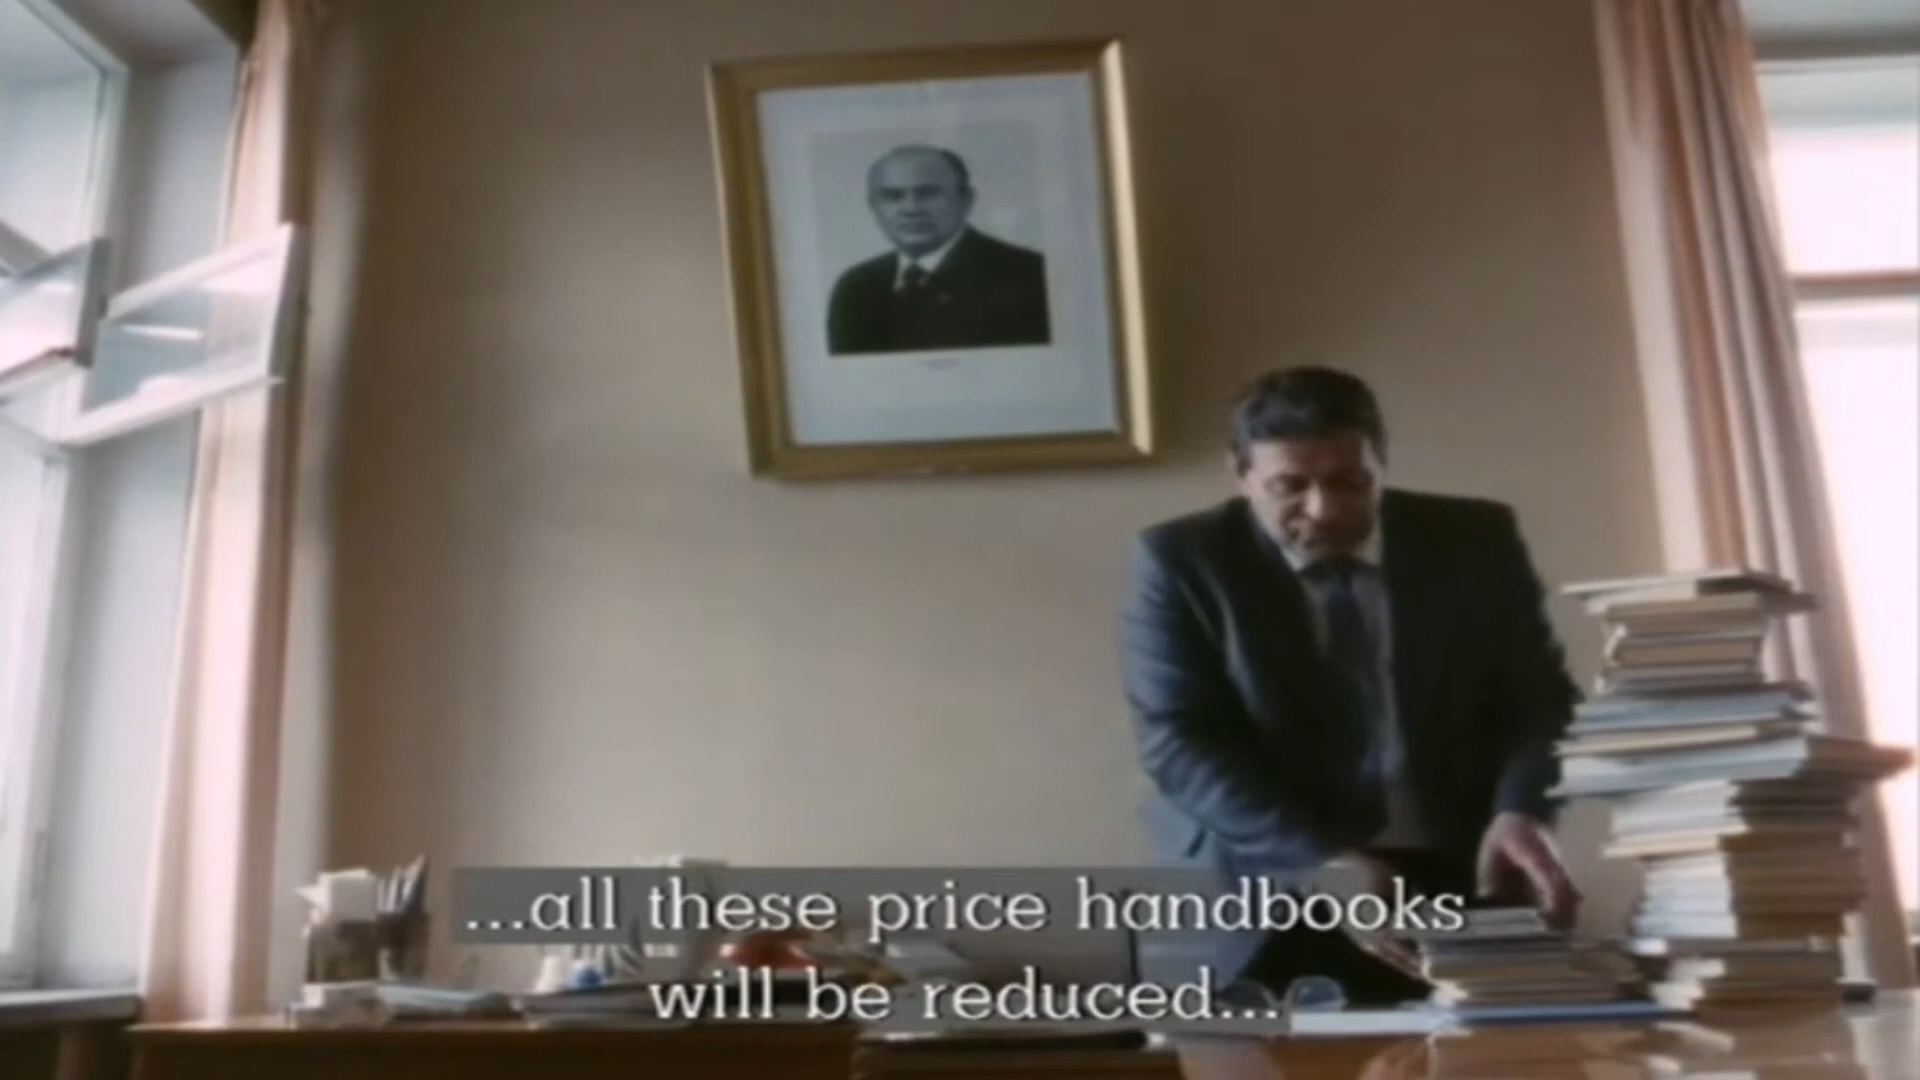 ...all these price handbooks
will be reduced...